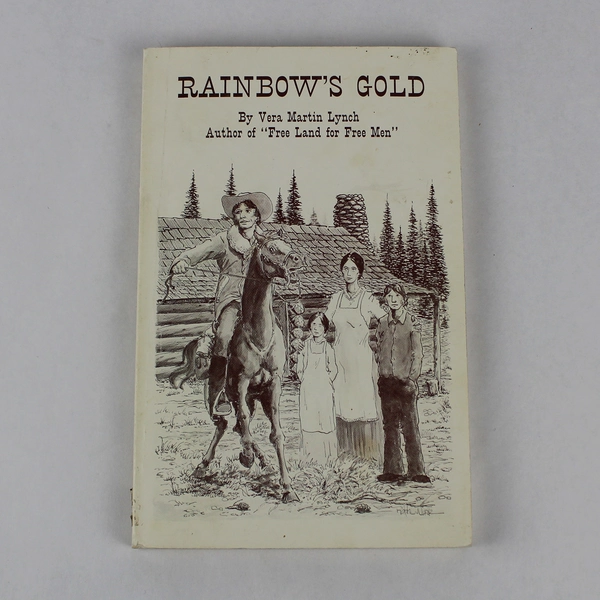 RAINBOW'S GOLD
By Vera Martin Lynch
Author of "Free Land for Free Men"